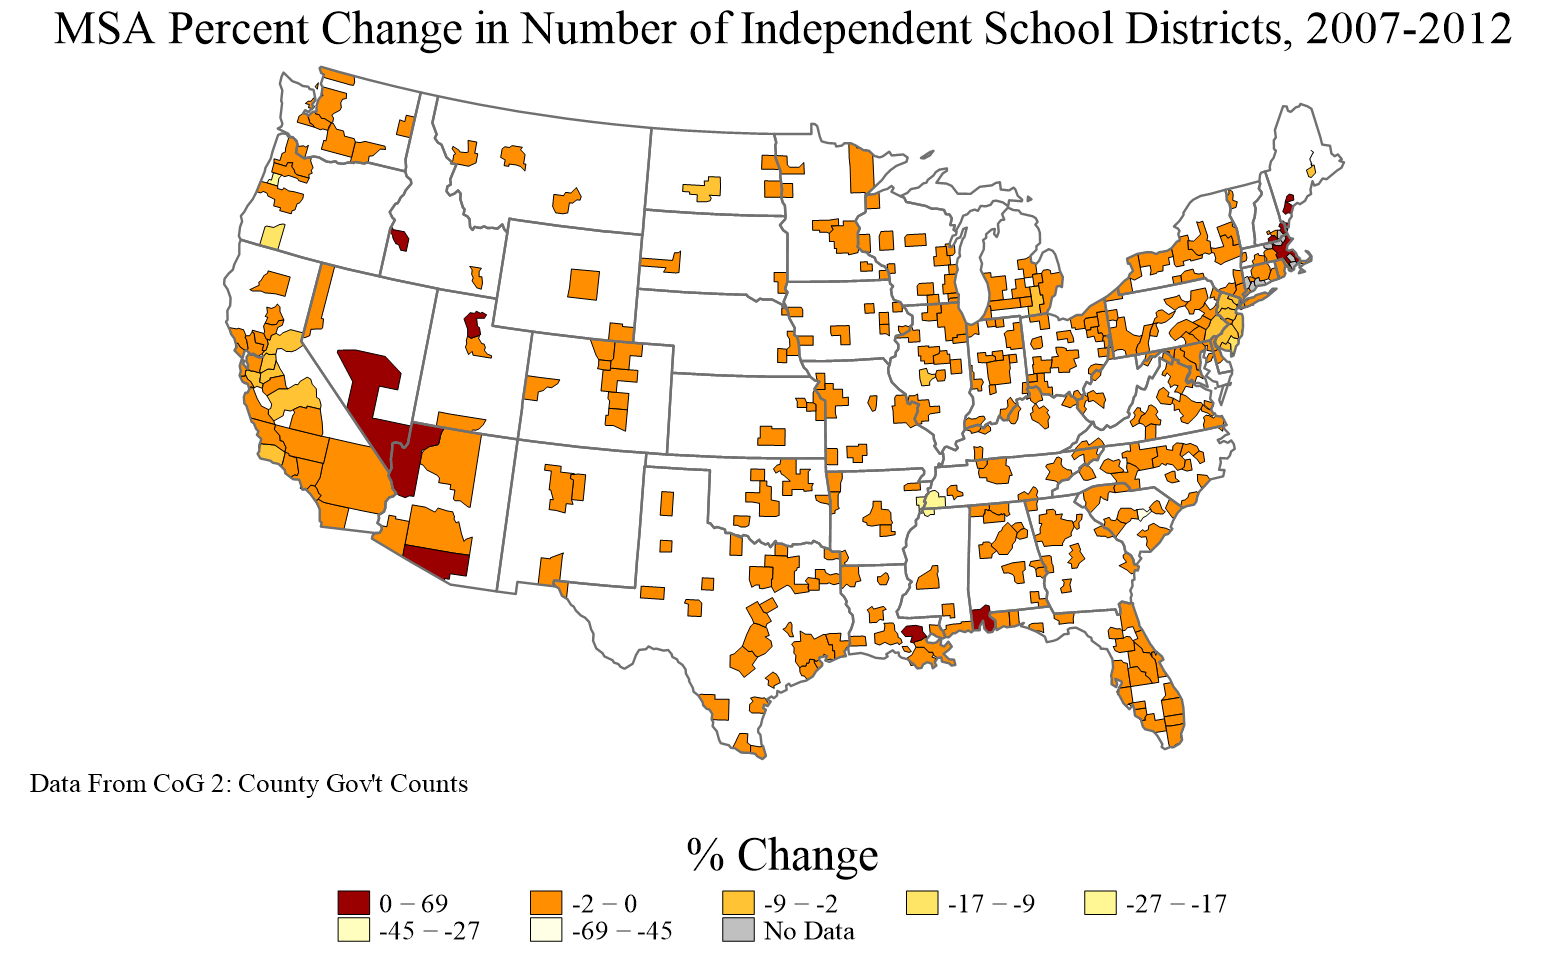 MSA Percent Change in Number of Independent School Districts, 2007-2012
Data From CoG 2: County Gov't Counts
% Change
0 – 69
-2 – 0
-9 – -2
-17 – -9
-27 – -17
-45 – -27
-69 – -45
No Data